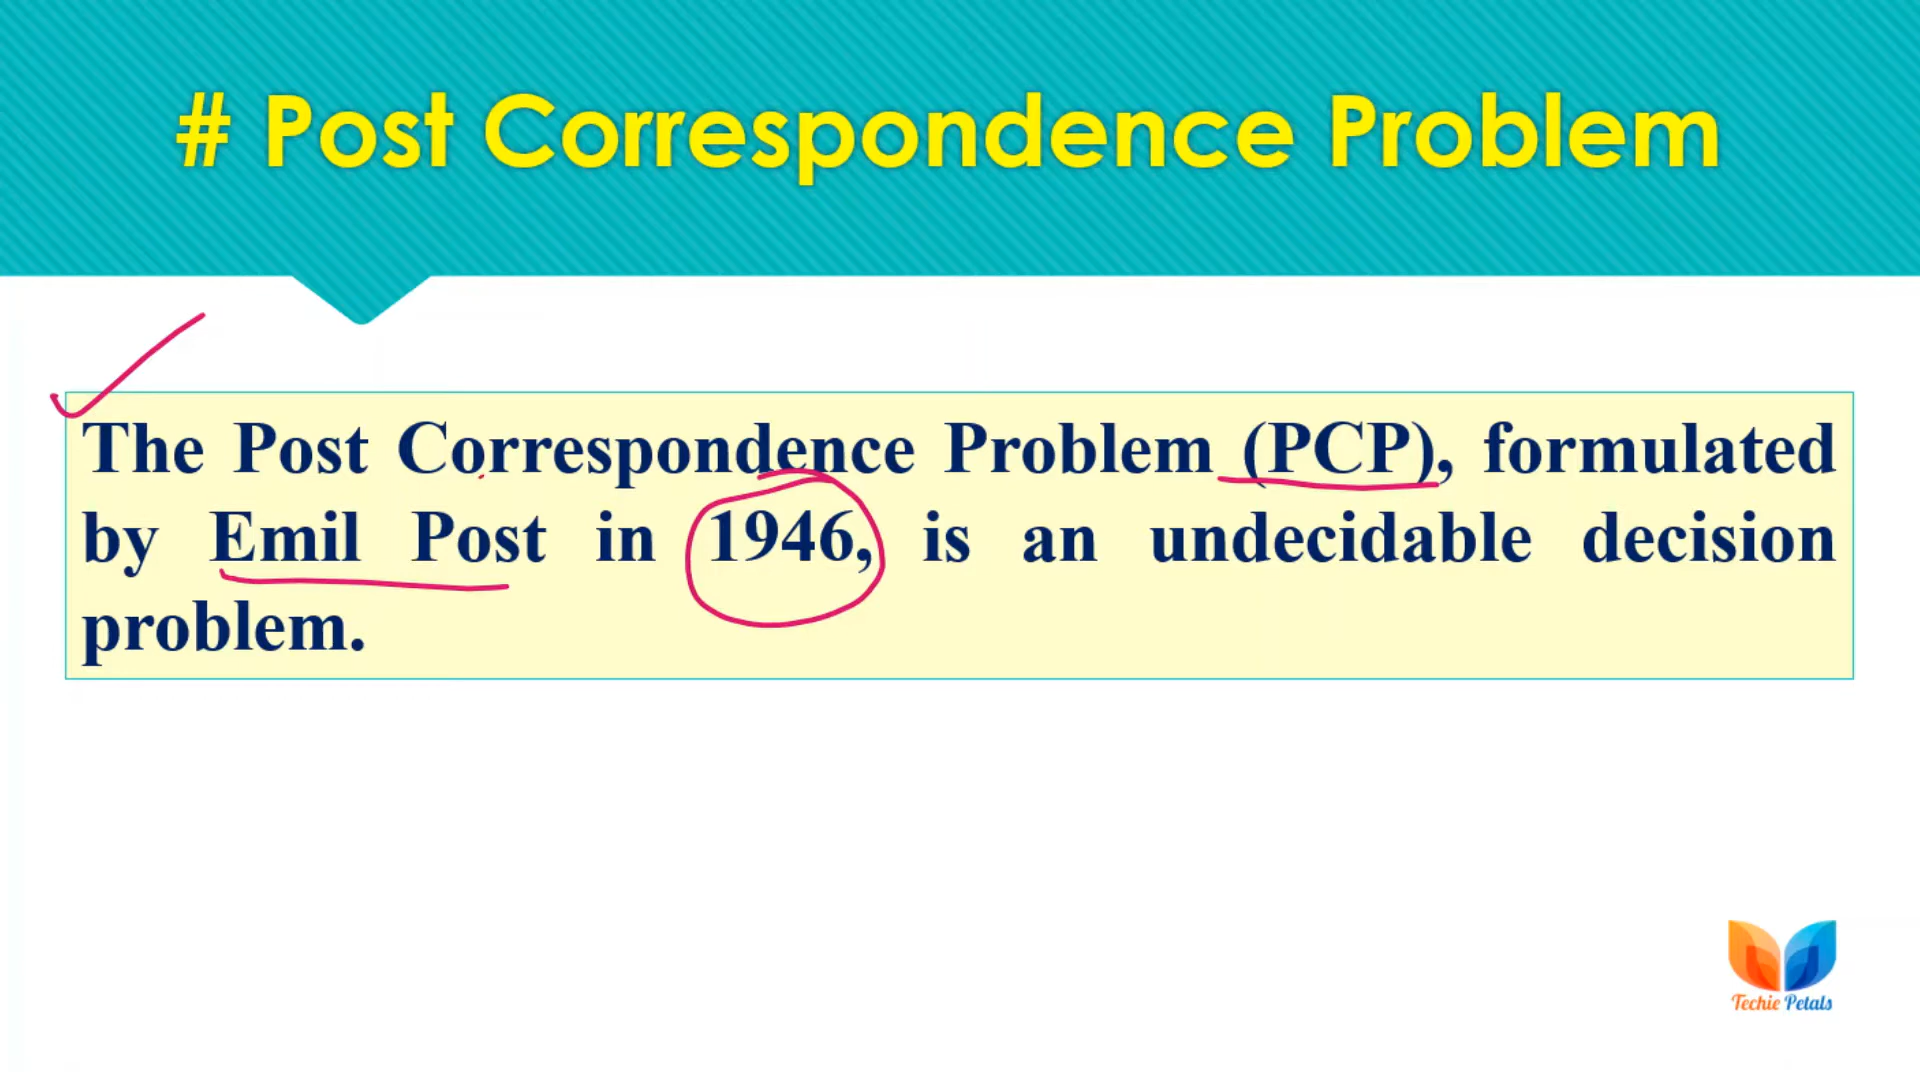 # Post Correspondence Problem
The Post Correspondence Problem (PCP), formulated
by Emil Post in 1946, is an undecidable decision
problem.
Techie Petals